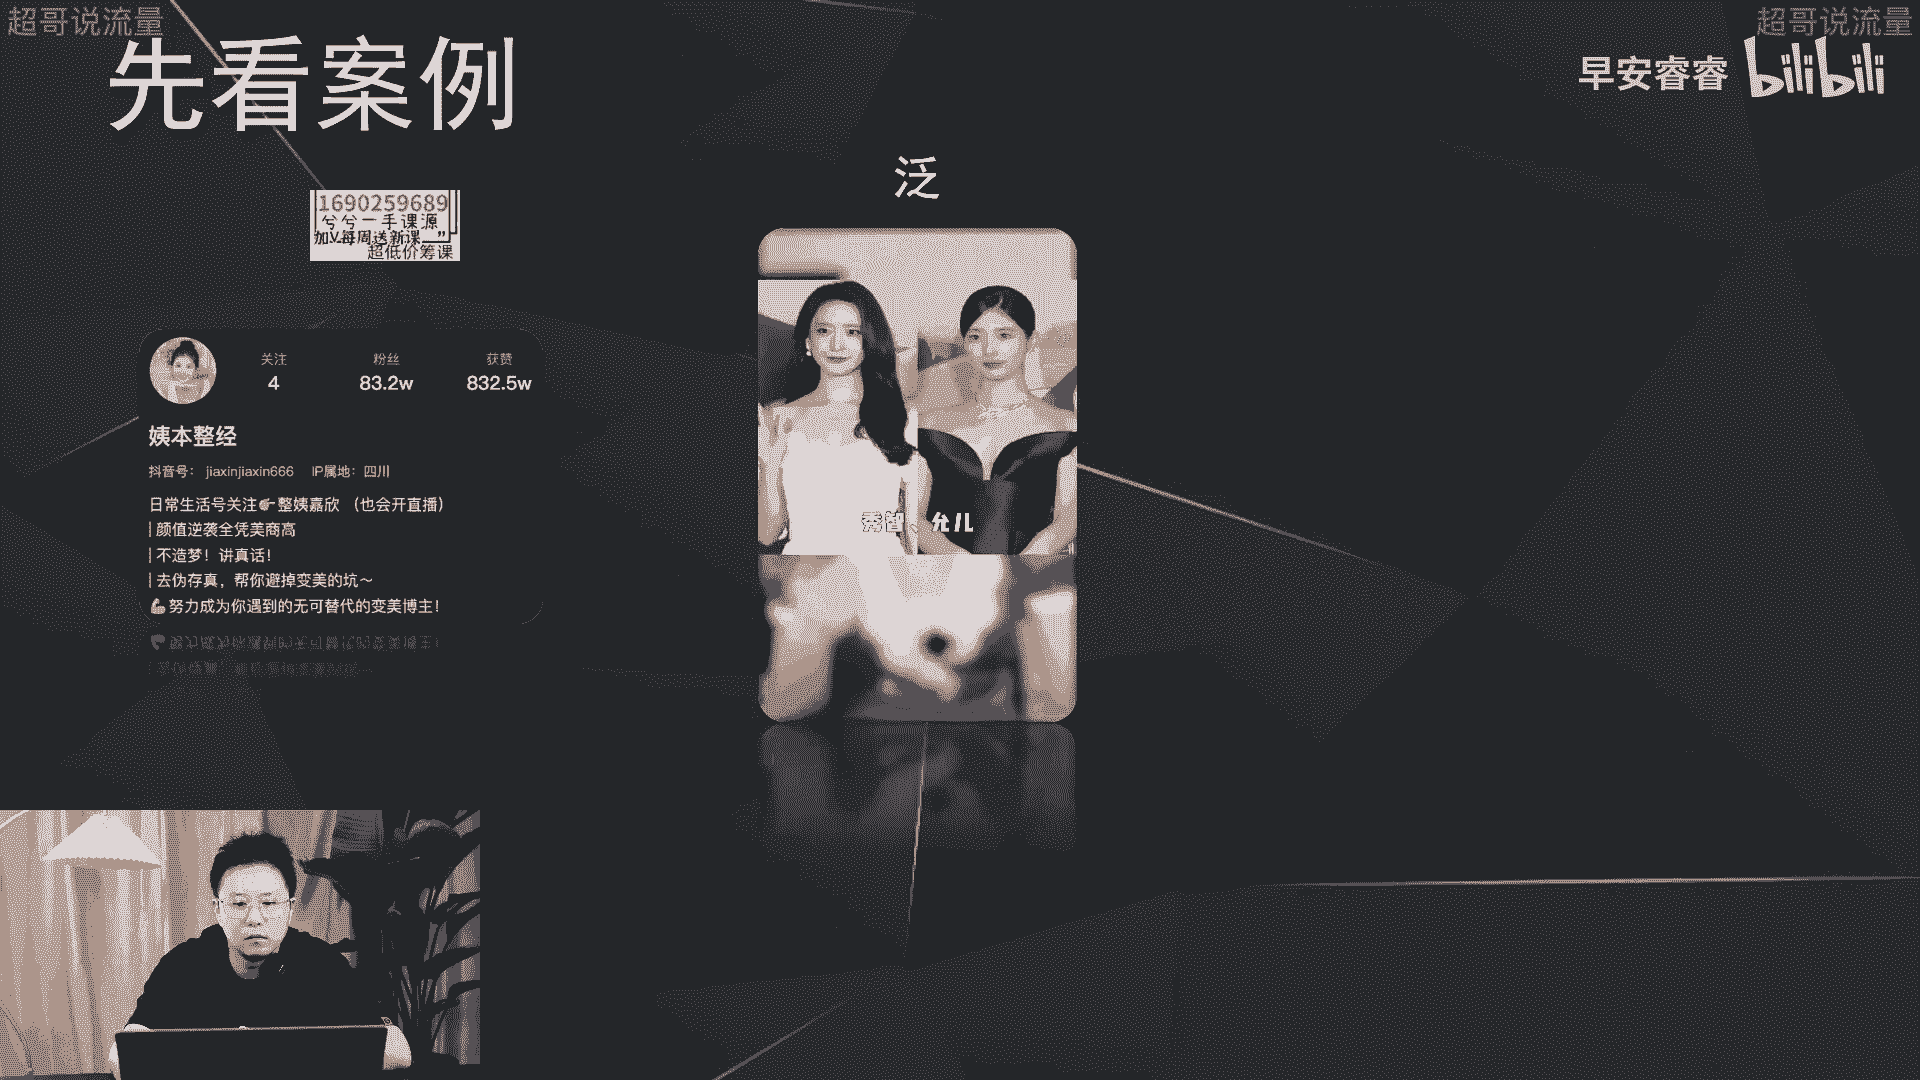 超哥说流量
超哥说流量
先看案例
早安睿睿 bilibili
泛
1690259689
兮兮一手课源
加V每周送新课
超低价筹课
关注 粉丝 获赞
4 83.2w 832.5w
姨本整经
抖音号： jiaxinjiaxin666 IP属地：四川
日常生活号关注👉整姨嘉欣 （也会开直播）
| 颜值逆袭全凭美商高
| 不造梦！讲真话！
| 去伪存真，帮你避掉变美的坑～
💪努力成为你遇到的无可替代的变美博主！
秀智、允儿